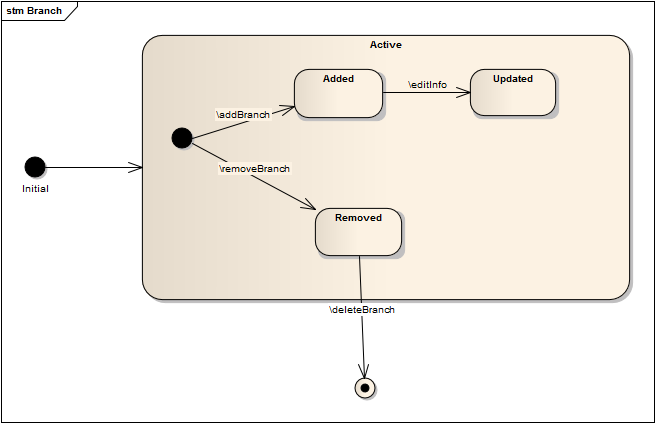 stm Branch
Active
Added
\editInfo
Updated
\addBranch
\removeBranch
Initial
Removed
\deleteBranch